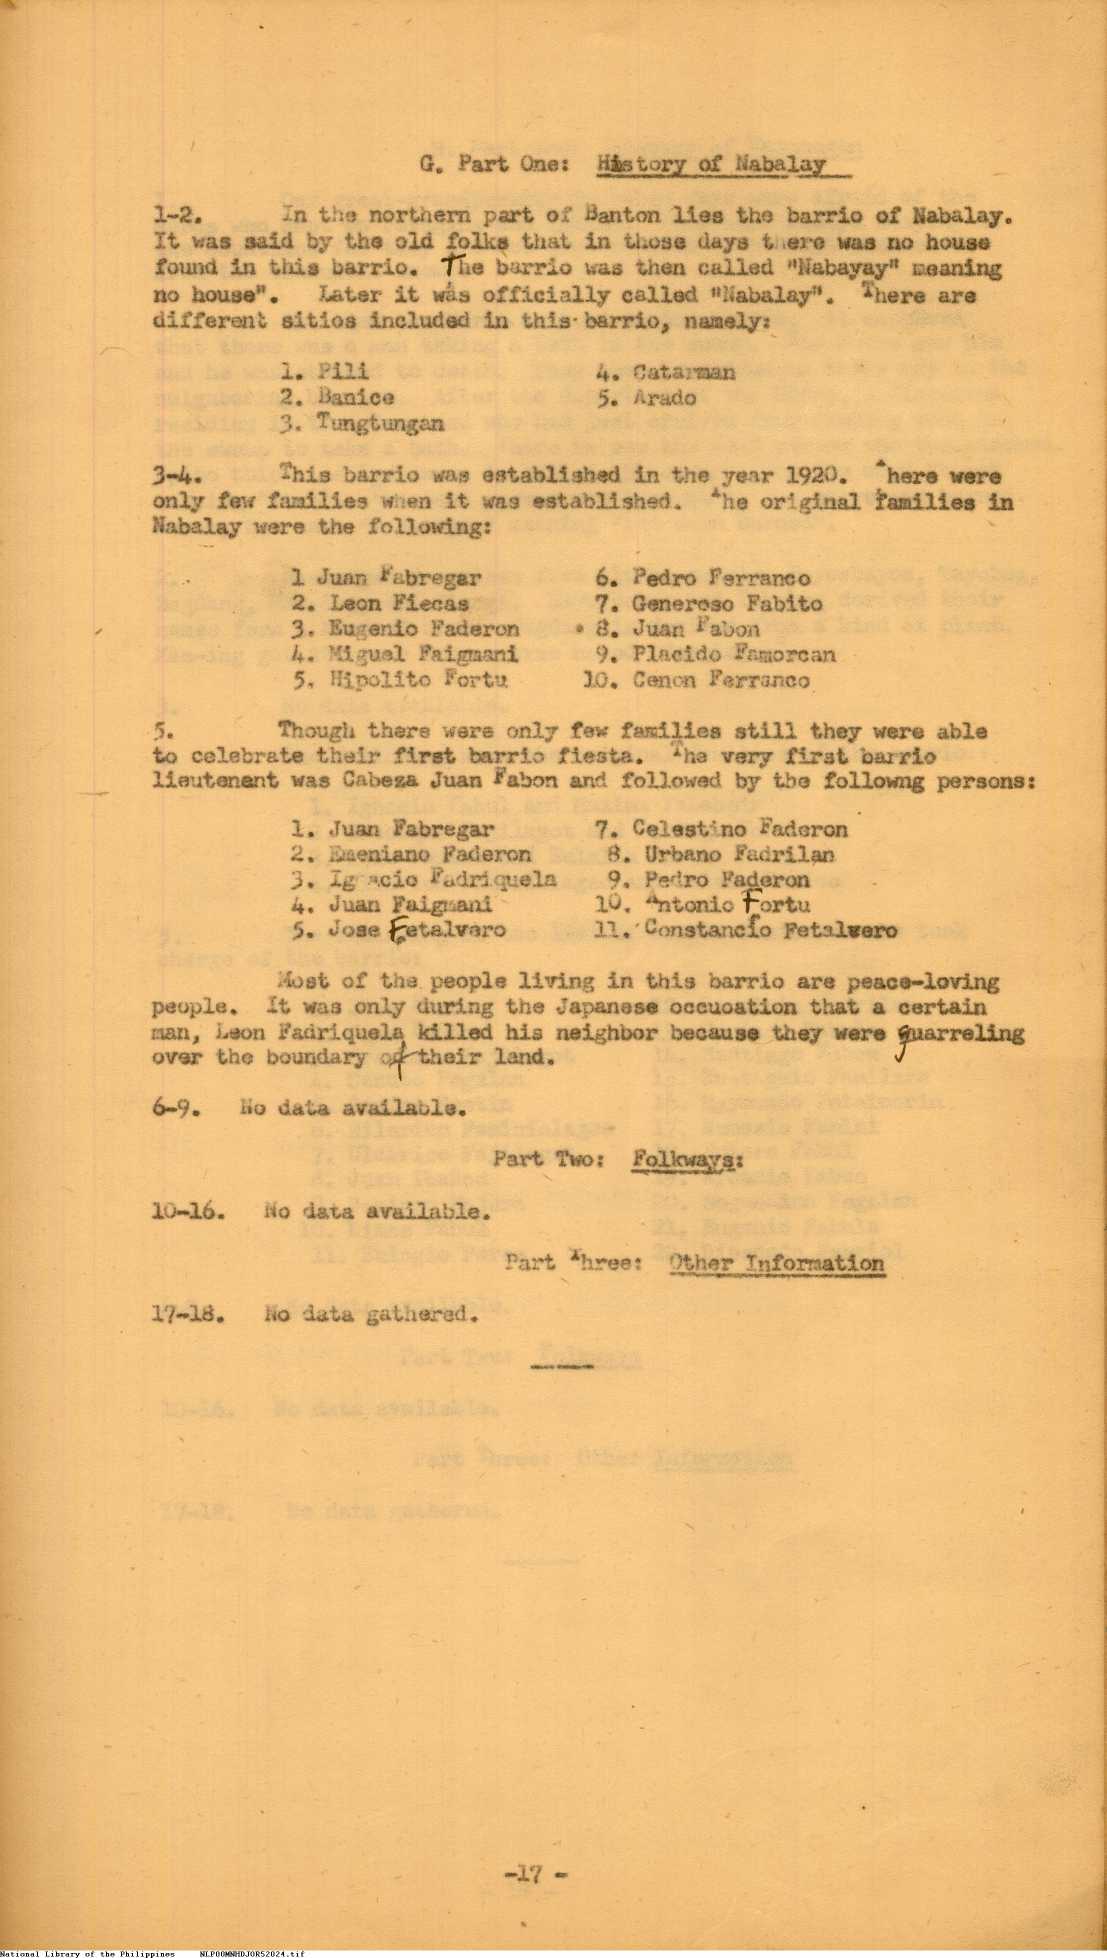 G. Part One: History of Nabalay
1-2. In the northern part of Banton lies the barrio of Nabalay.
It was said by the old folks that in those days there was no house
found in this barrio. The barrio was then called "Nabayay" meaning
no house". Later it was officially called "Nabalay". There are
different sitios included in this barrio, namely:
1. Pili 4. Catarman
2. Banice 5. Arado
3. Tungtungan
3-4. This barrio was established in the year 1920. There were
only few families when it was established. The original families in
Nabalay were the following:
1 Juan Fabregar 6. Pedro Ferranco
2. Leon Fiecas 7. Generoso Fabito
3. Eugenio Faderon 8. Juan Fabon
4. Miguel Faigmani 9. Placido Famorcan
5. Hipolito Fortu 10. Cenon Ferranco
5. Though there were only few families still they were able
to celebrate their first barrio fiesta. The very first barrio
lieutenant was Cabeza Juan Fabon and followed by the followng persons:
1. Juan Fabregar 7. Celestino Faderon
2. Emeniano Faderon 8. Urbano Fadrilan
3. Ignacio Fadriquela 9. Pedro Faderon
4. Juan Faigmani 10. Antonio Fortu
5. Jose Fetalvero 11. Constancio Fetalvero
Most of the people living in this barrio are peace-loving
people. It was only during the Japanese occuoation that a certain
man, Leon Fadriquela killed his neighbor because they were quarreling
over the boundary of their land.
6-9. No data available.
Part Two: Folkways:
10-16. No data available.
Part Three: Other Information
17-18. No data gathered.
-17 -
National Library of the Philippines NLPOOMNHDJOR52024.tif